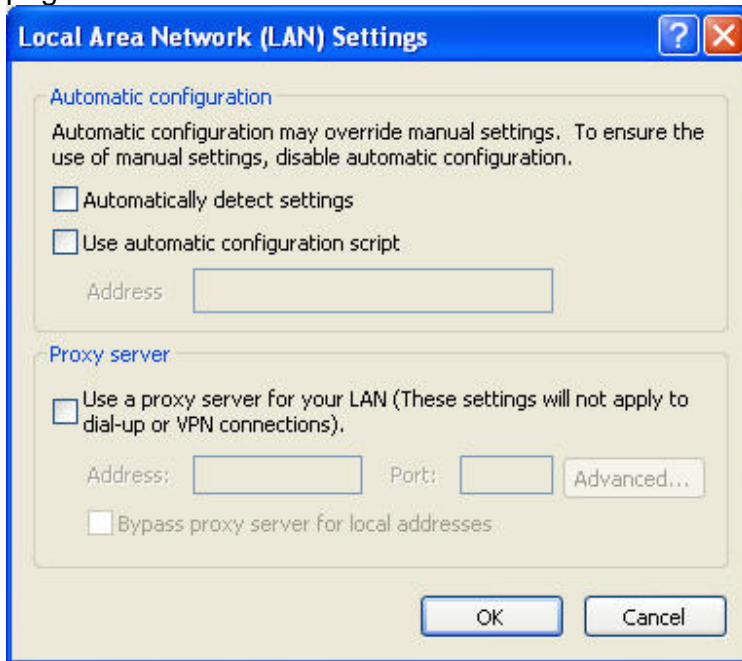 Local Area Network (LAN) Settings
Automatic configuration
Automatic configuration may override manual settings. To ensure the
use of manual settings, disable automatic configuration.
Automatically detect settings
Use automatic configuration script
Address
Proxy server
Use a proxy server for your LAN (These settings will not apply to
dial-up or VPN connections).
Address: Port: Advanced...
Bypass proxy server for local addresses
OK Cancel